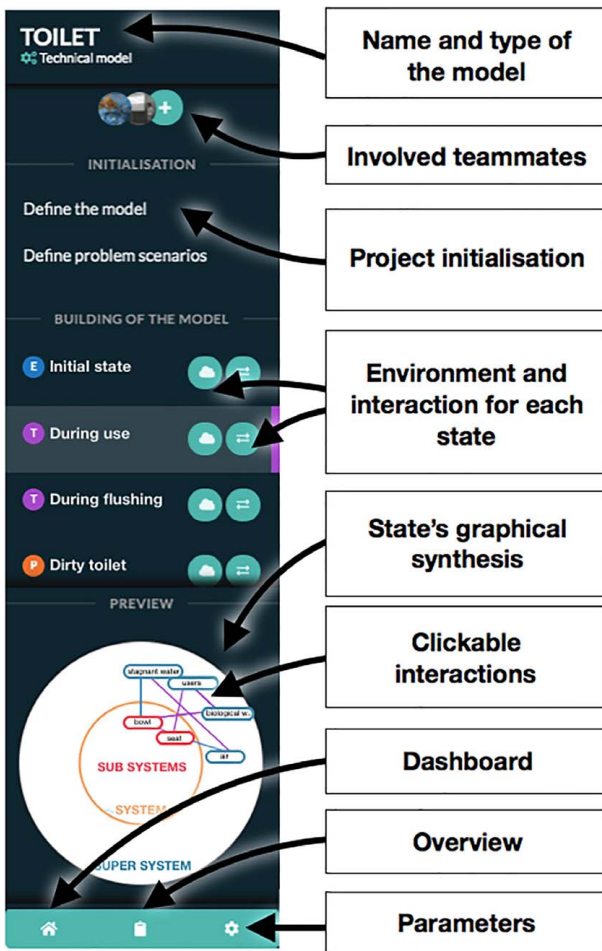 TOILET
Technical model
INITIALISATION
Define the model
Define problem scenarios
BUILDING OF THE MODEL
E Initial state
T During use
T During flushing
P Dirty toilet
PREVIEW
stagnant water
users
biological w..
bowl
seat
air
SUB SYSTEMS
SYSTEM
SUPER SYSTEM
Name and type of
the model
Involved teammates
Project initialisation
Environment and
interaction for each
state
State's graphical
synthesis
Clickable
interactions
Dashboard
Overview
Parameters